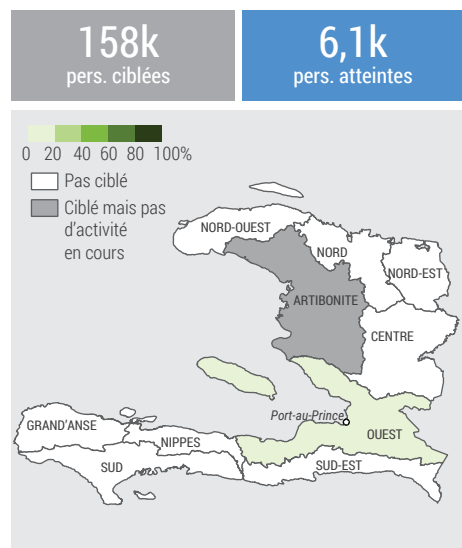 158k
pers. ciblées
6,1k
pers. atteintes
0 20 40 60 80 100%
Pas ciblé
Ciblé mais pas
d'activité
en cours
NORD-OUEST
NORD
NORD-EST
ARTIBONITE
CENTRE
Port-au-Prince
GRAND'ANSE
NIPPES
OUEST
SUD
SUD-EST